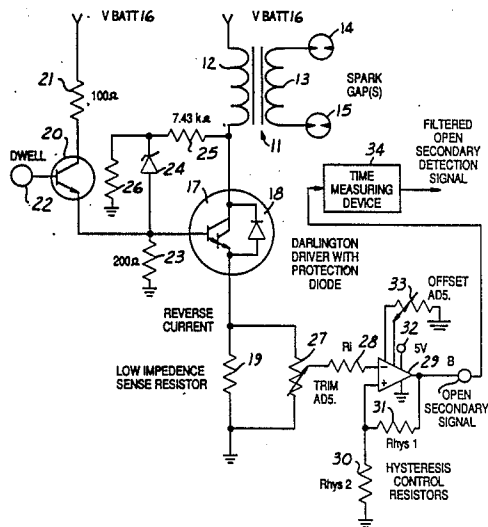 V BATT 16
V BATT 16
14
21
12
13
100Ω
SPARK
GAP(S)
20
7.43 kΩ
15
11
FILTERED
OPEN
SECONDARY
DETECTION
SIGNAL
DWELL
25
34
22
24
TIME
MEASURING
DEVICE
26
17
18
23
200Ω
DARLINGTON
DRIVER WITH
PROTECTION
DIODE
33
OFFSET
ADJ.
REVERSE
CURRENT
32
27
28
5V
29
Ri
B
19
LOW IMPEDENCE
SENSE RESISTOR
TRIM
ADJ.
OPEN
SECONDARY
SIGNAL
31
Rhys 1
30
Rhys 2
HYSTERESIS
CONTROL
RESISTORS